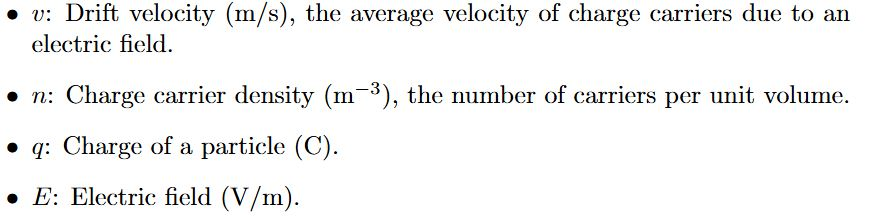 • v: Drift velocity (m/s), the average velocity of charge carriers due to an
electric field.
• n: Charge carrier density (m⁻³), the number of carriers per unit volume.
• q: Charge of a particle (C).
• E: Electric field (V/m).